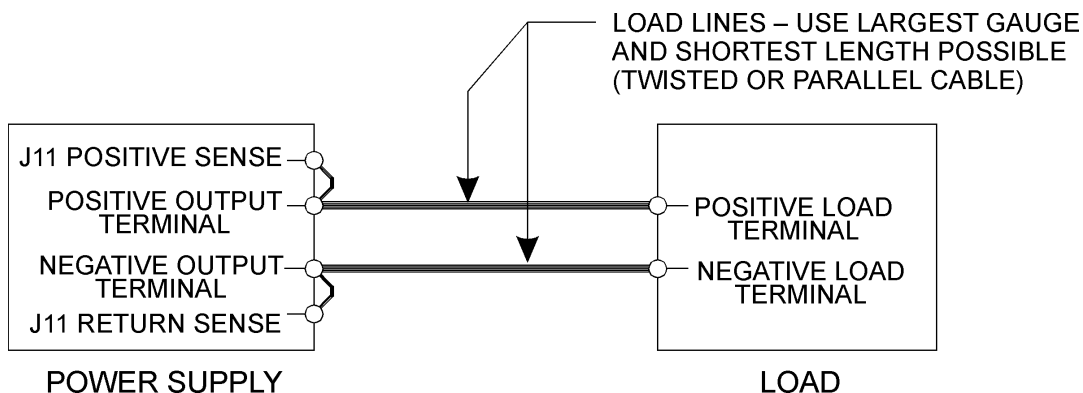 LOAD LINES – USE LARGEST GAUGE
AND SHORTEST LENGTH POSSIBLE
(TWISTED OR PARALLEL CABLE)
J11 POSITIVE SENSE
POSITIVE OUTPUT
TERMINAL
NEGATIVE OUTPUT
TERMINAL
J11 RETURN SENSE
POSITIVE LOAD
TERMINAL
NEGATIVE LOAD
TERMINAL
POWER SUPPLY
LOAD